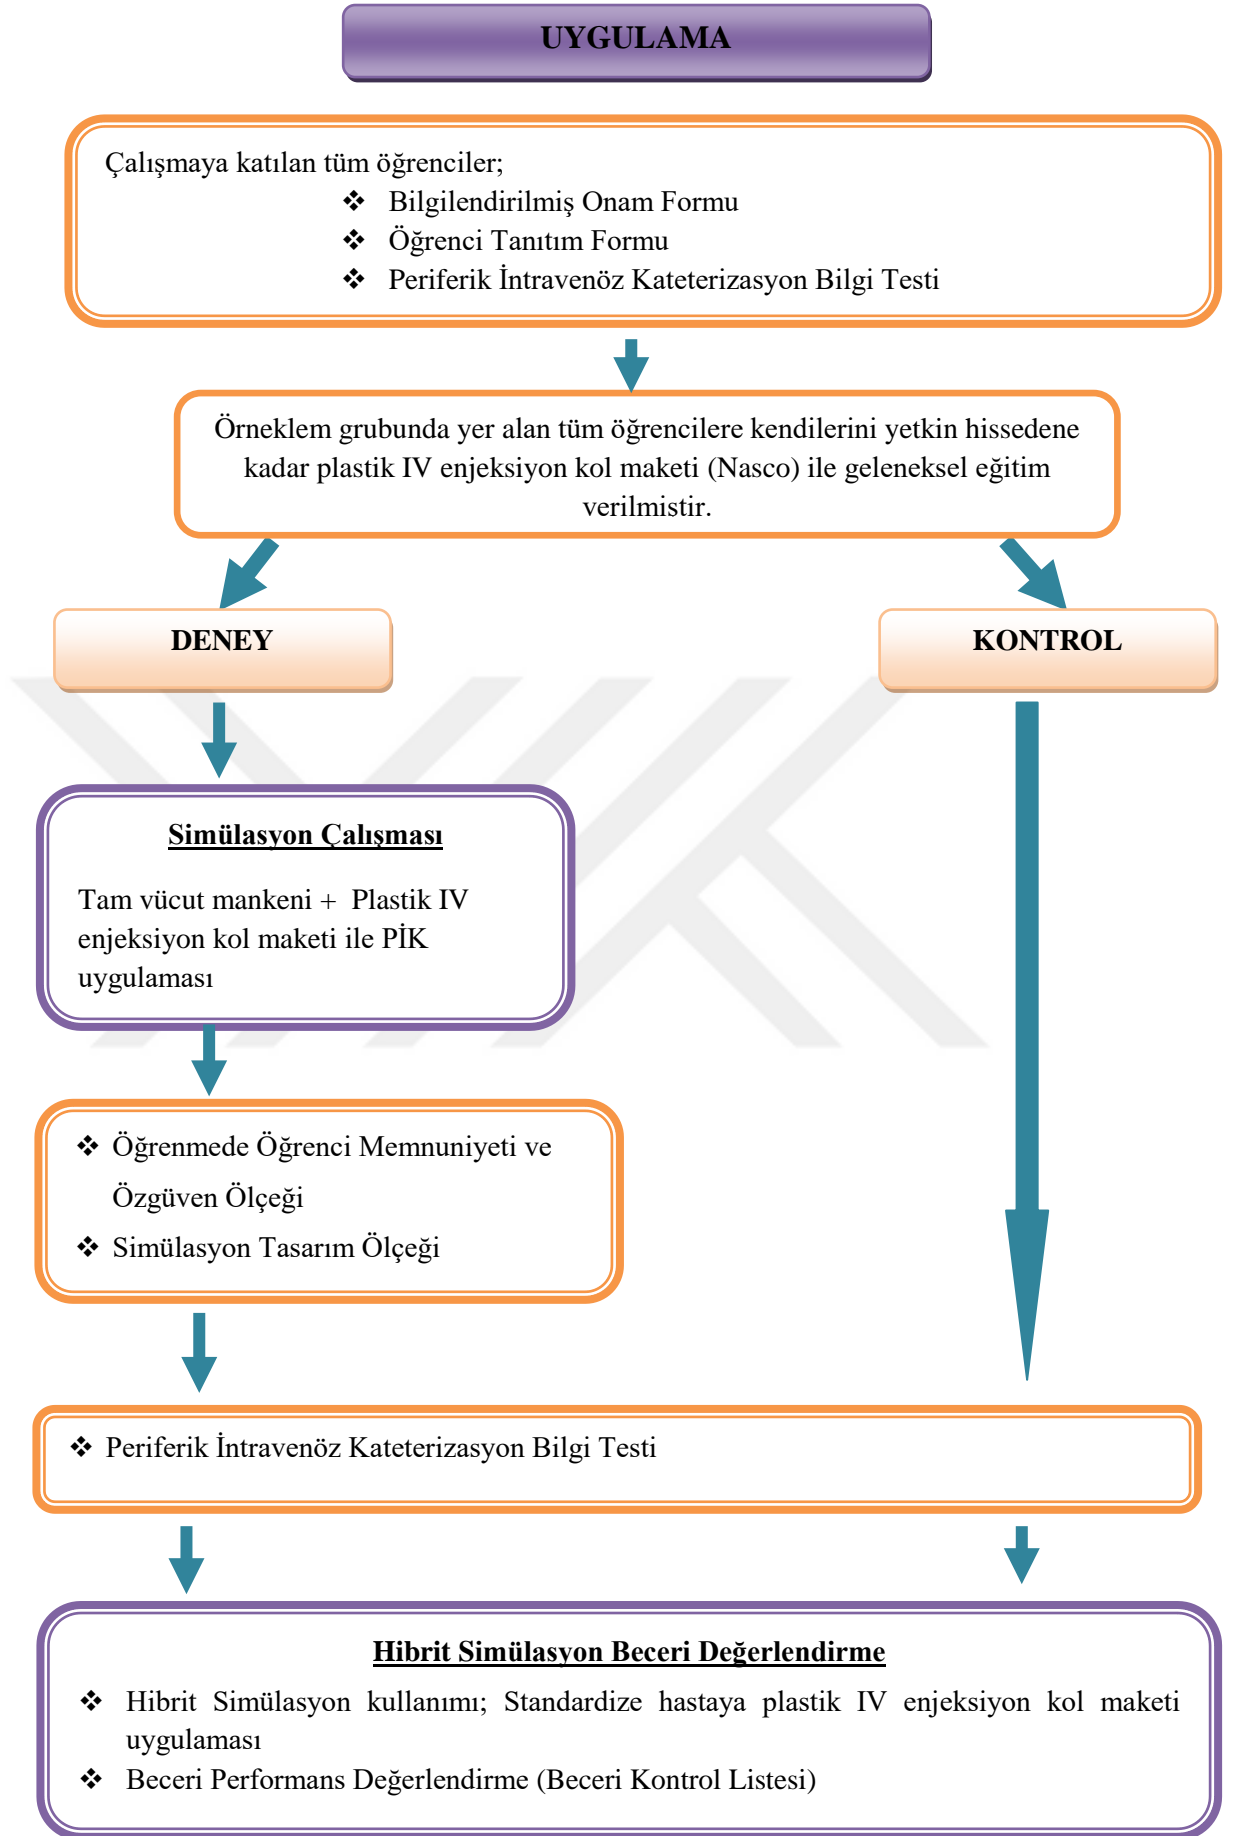 UYGULAMA
Çalışmaya katılan tüm öğrenciler;
❖ Bilgilendirilmiş Onam Formu
❖ Öğrenci Tanıtım Formu
❖ Periferik İntravenöz Kateterizasyon Bilgi Testi
Örneklem grubunda yer alan tüm öğrencilere kendilerini yetkin hissedene
kadar plastik IV enjeksiyon kol maketi (Nasco) ile geleneksel eğitim
verilmistir.
DENEY
KONTROL
Simülasyon Çalışması
Tam vücut mankeni + Plastik IV
enjeksiyon kol maketi ile PİK
uygulaması
❖ Öğrenmede Öğrenci Memnuniyeti ve
Özgüven Ölçeği
❖ Simülasyon Tasarım Ölçeği
❖ Periferik İntravenöz Kateterizasyon Bilgi Testi
Hibrit Simülasyon Beceri Değerlendirme
❖ Hibrit Simülasyon kullanımı; Standardize hastaya plastik IV enjeksiyon kol maketi
uygulaması
❖ Beceri Performans Değerlendirme (Beceri Kontrol Listesi)